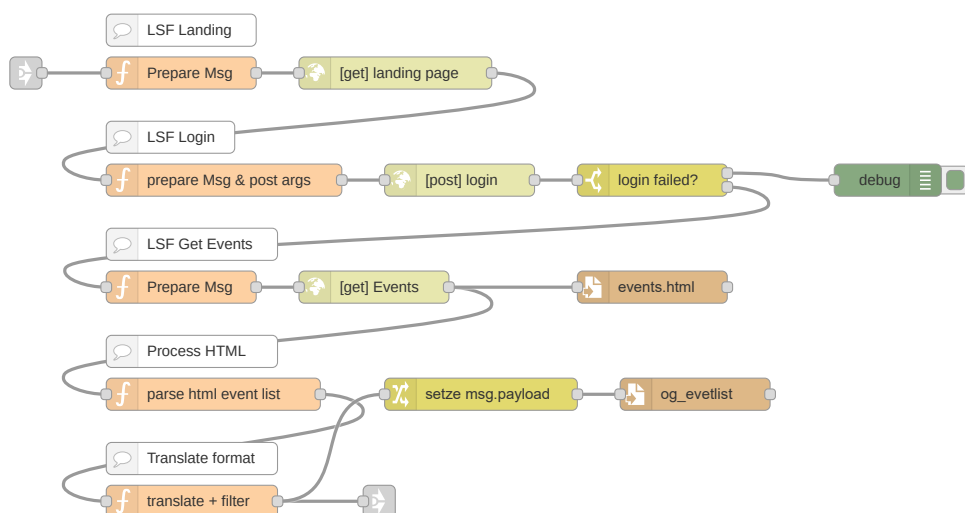 LSF Landing
Prepare Msg
[get] landing page
LSF Login
prepare Msg & post args
[post] login
login failed?
debug
LSF Get Events
Prepare Msg
[get] Events
events.html
Process HTML
parse html event list
setze msg.payload
og_evetlist
Translate format
translate + filter